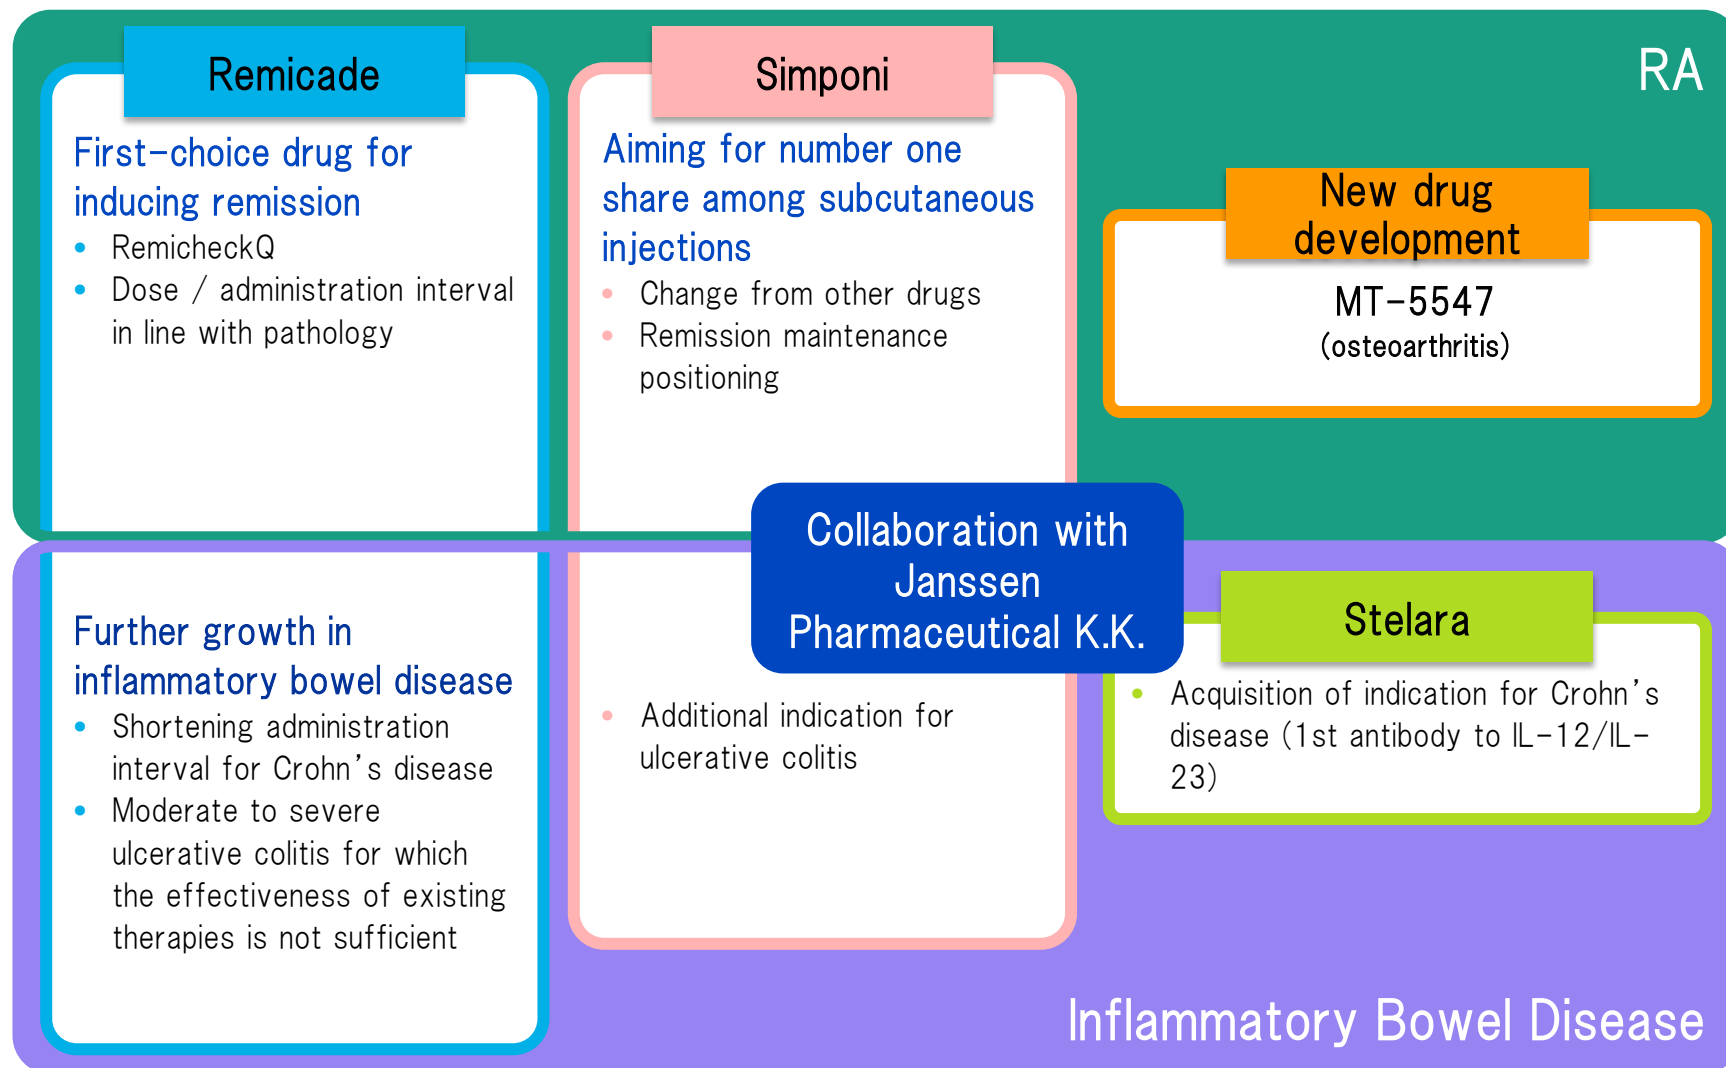 RA
Remicade
First-choice drug for
inducing remission
• RemicheckQ
• Dose / administration interval
in line with pathology
Further growth in
inflammatory bowel disease
• Shortening administration
interval for Crohn’s disease
• Moderate to severe
ulcerative colitis for which
the effectiveness of existing
therapies is not sufficient
Simponi
Aiming for number one
share among subcutaneous
injections
• Change from other drugs
• Remission maintenance
positioning
• Additional indication for
ulcerative colitis
Collaboration with
Janssen
Pharmaceutical K.K.
New drug
development
MT-5547
(osteoarthritis)
Stelara
• Acquisition of indication for Crohn’s
disease (1st antibody to IL-12/IL-
23)
Inflammatory Bowel Disease